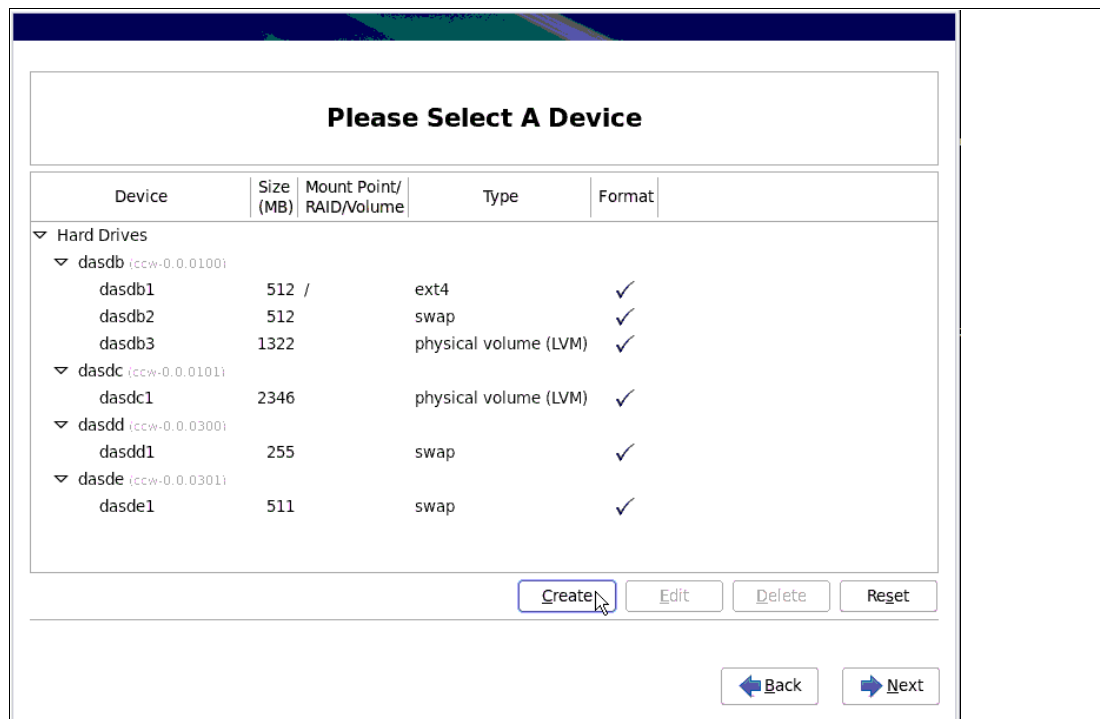 Please Select A Device
Device Size (MB) Mount Point/ RAID/Volume Type Format
Hard Drives
dasdb (ccw-0.0.0100)
dasdb1 512 / ext4
dasdb2 512 swap
dasdb3 1322 physical volume (LVM)
dasdc (ccw-0.0.0101)
dasdc1 2346 physical volume (LVM)
dasdd (ccw-0.0.0300)
dasdd1 255 swap
dasde (ccw-0.0.0301)
dasde1 511 swap
Create Edit Delete Reset
Back Next